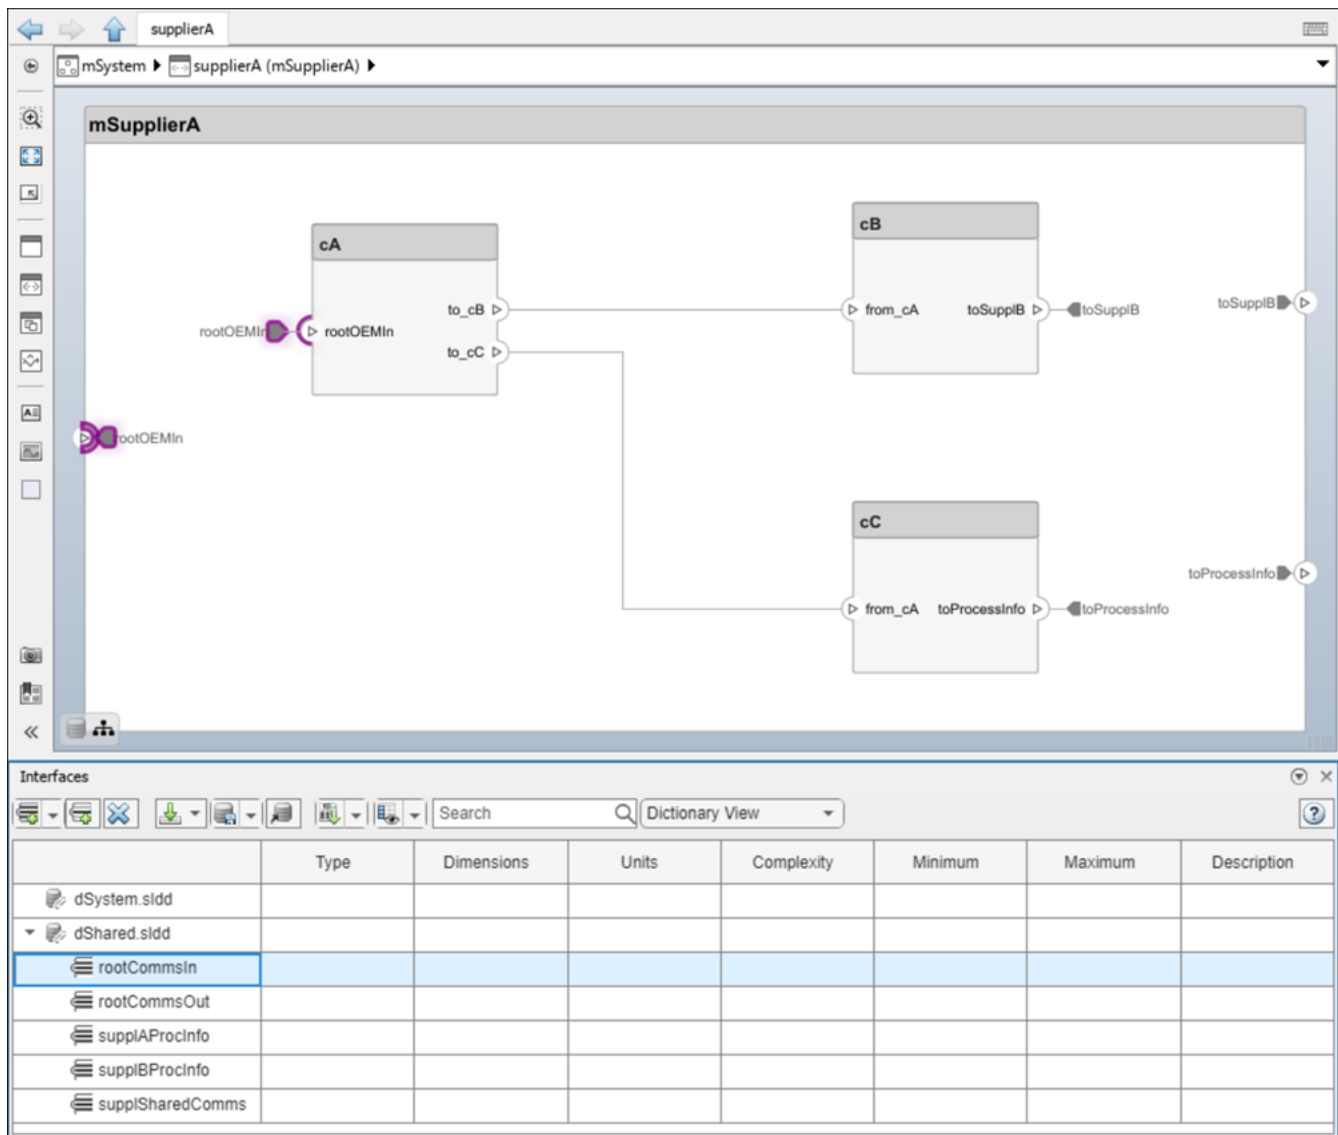 supplierA
mSystem supplierA (mSupplierA)
mSupplierA
cA
cB
to_cB
from_cA toSupplB
toSupplB
toSupplB
rootOEMIn
rootOEMIn
to_cC
rootOEMIn
cC
toProcessInfo
from_cA toProcessInfo
toProcessInfo
Interfaces
Search
Dictionary View
Type Dimensions Units Complexity Minimum Maximum Description
dSystem.sldd
dShared.sldd
rootCommsIn
rootCommsOut
supplAProcInfo
supplBProcInfo
supplSharedComms